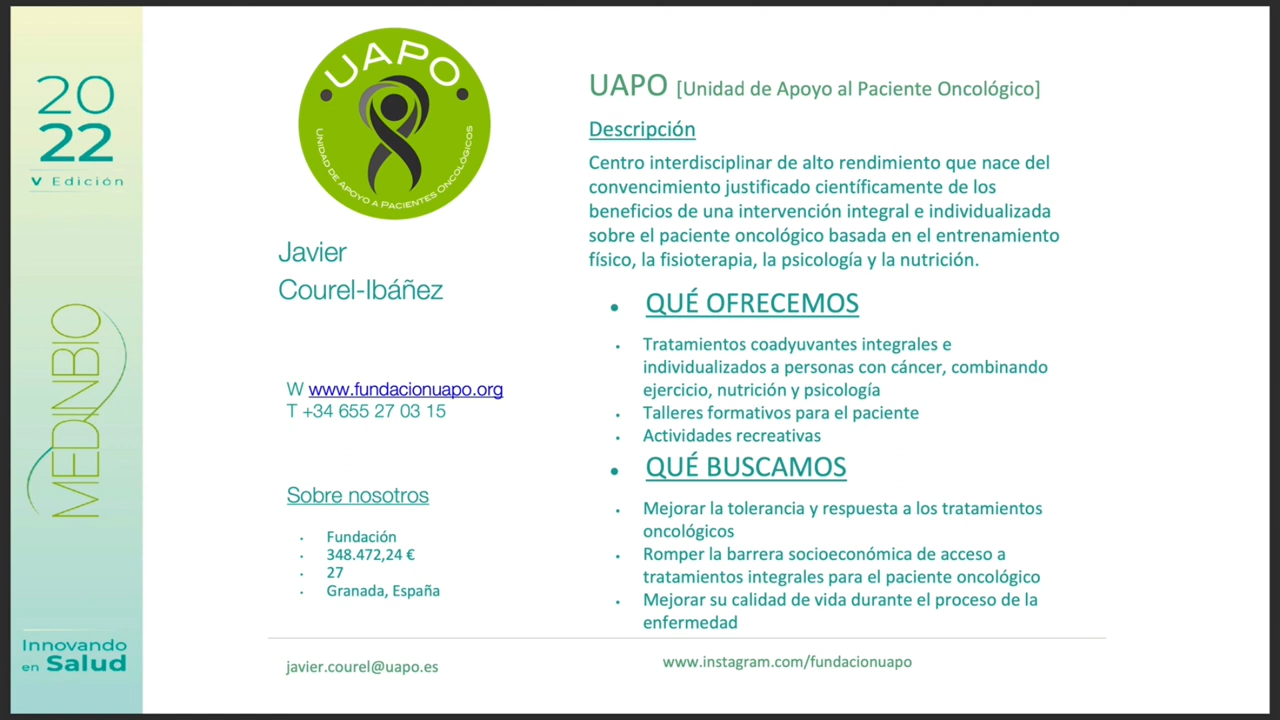 20
22
V Edición
MEDINBIO
Innovando
en Salud
UAPO
UNIDAD DE APOYO A PACIENTES ONCOLÓGICOS
Javier
Courel-Ibáñez
W www.fundacionuapo.org
T +34 655 27 03 15
Sobre nosotros
• Fundación
• 348.472,24 €
• 27
• Granada, España
javier.courel@uapo.es
UAPO [Unidad de Apoyo al Paciente Oncológico]
Descripción
Centro interdisciplinar de alto rendimiento que nace del
convencimiento justificado científicamente de los
beneficios de una intervención integral e individualizada
sobre el paciente oncológico basada en el entrenamiento
físico, la fisioterapia, la psicología y la nutrición.
• QUÉ OFRECEMOS
• Tratamientos coadyuvantes integrales e
individualizados a personas con cáncer, combinando
ejercicio, nutrición y psicología
• Talleres formativos para el paciente
• Actividades recreativas
• QUÉ BUSCAMOS
• Mejorar la tolerancia y respuesta a los tratamientos
oncológicos
• Romper la barrera socioeconómica de acceso a
tratamientos integrales para el paciente oncológico
• Mejorar su calidad de vida durante el proceso de la
enfermedad
www.instagram.com/fundacionuapo